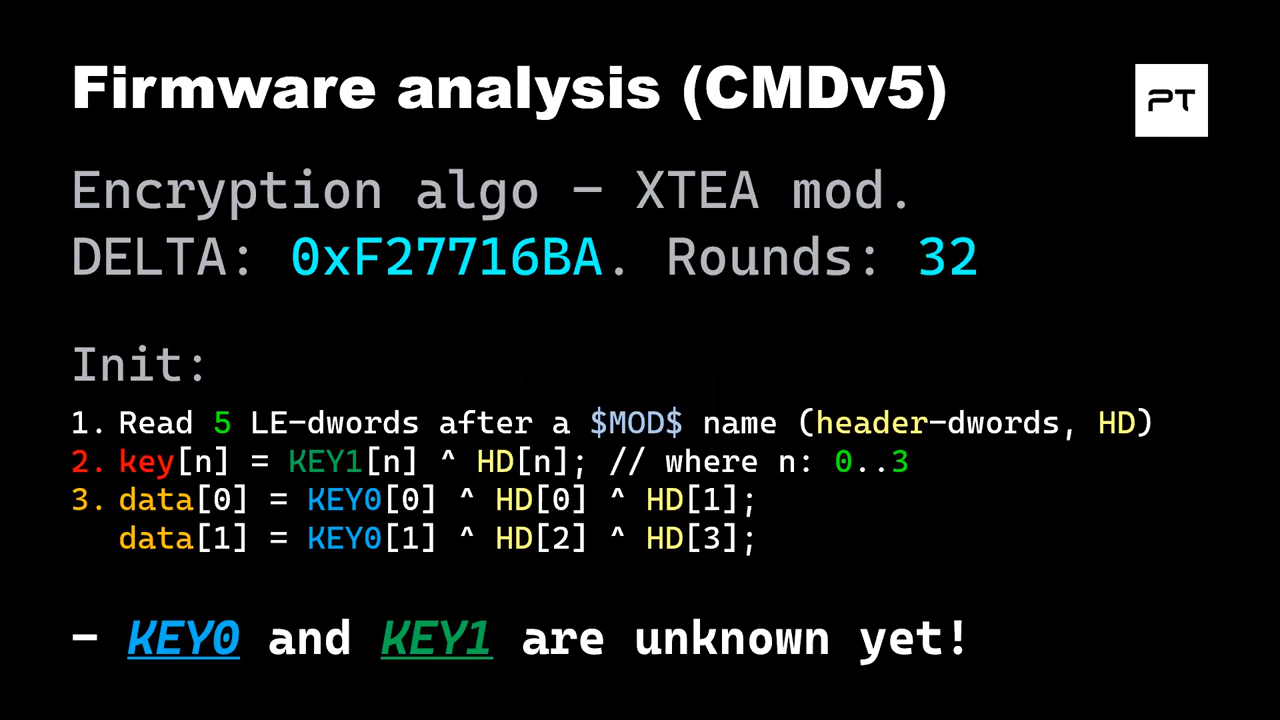 Firmware analysis (CMDv5)
PT
Encryption algo – XTEA mod.
DELTA: 0xF27716BA. Rounds: 32
Init:
1. Read 5 LE-dwords after a $MOD$ name (header-dwords, HD)
2. key[n] = KEY1[n] ^ HD[n]; // where n: 0..3
3. data[0] = KEY0[0] ^ HD[0] ^ HD[1];
data[1] = KEY0[1] ^ HD[2] ^ HD[3];
– KEY0 and KEY1 are unknown yet!